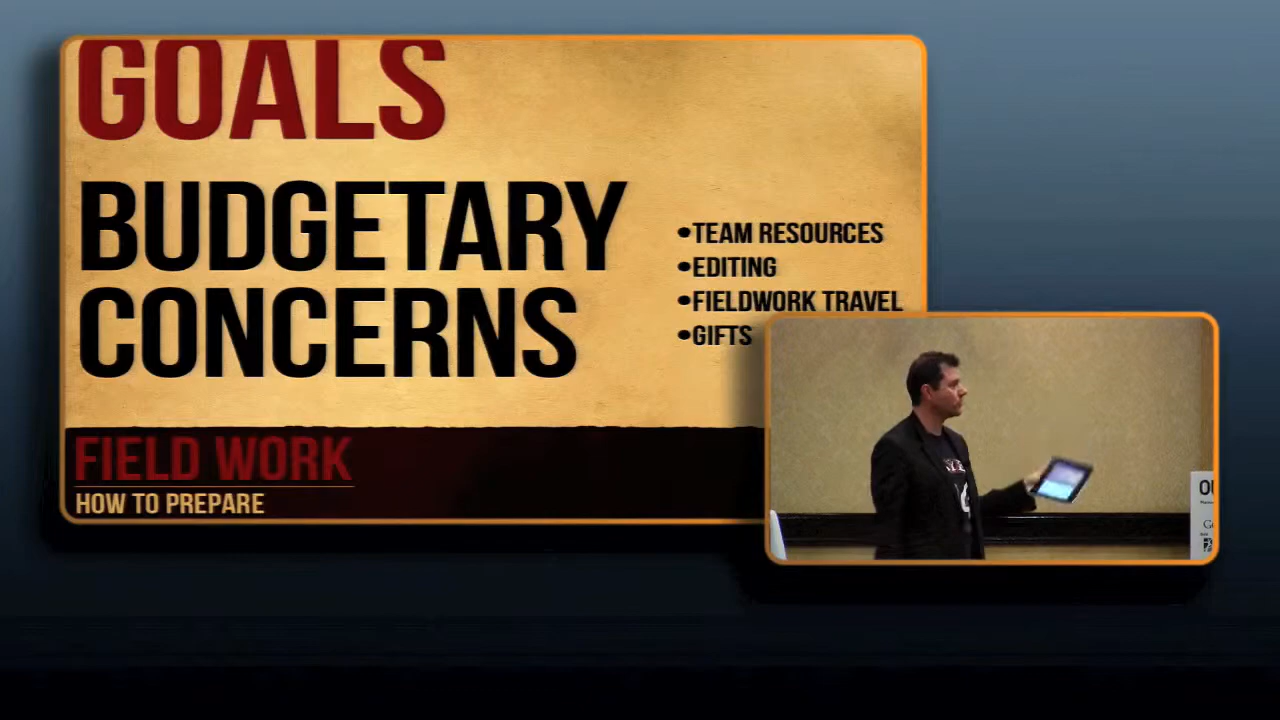 GOALS
BUDGETARY
CONCERNS
•TEAM RESOURCES
•EDITING
•FIELDWORK TRAVEL
•GIFTS
FIELD WORK
HOW TO PREPARE